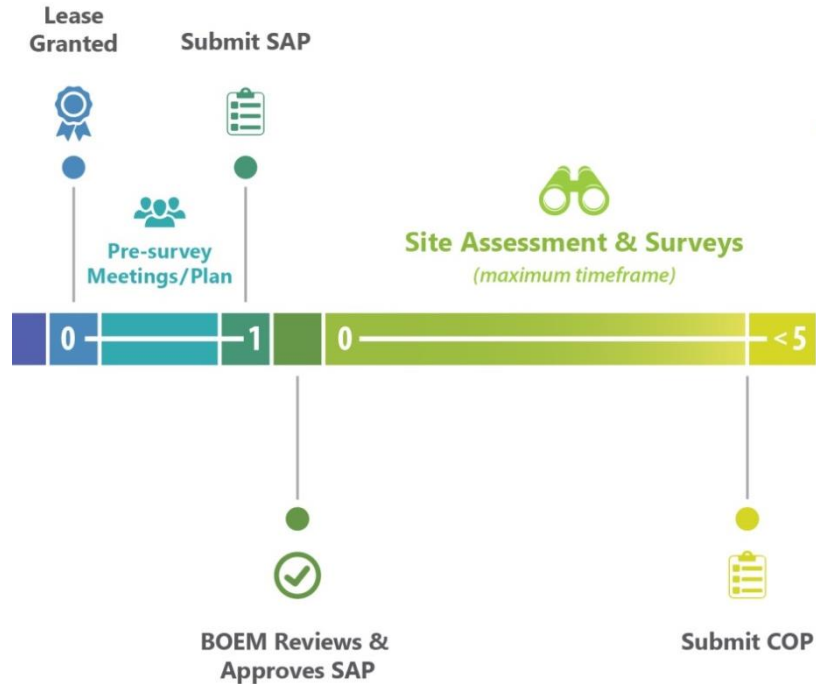 Lease
Granted
Submit SAP
Pre-survey
Meetings/Plan
Site Assessment & Surveys
(maximum timeframe)
0
1
0
<5
BOEM Reviews &
Approves SAP
Submit COP